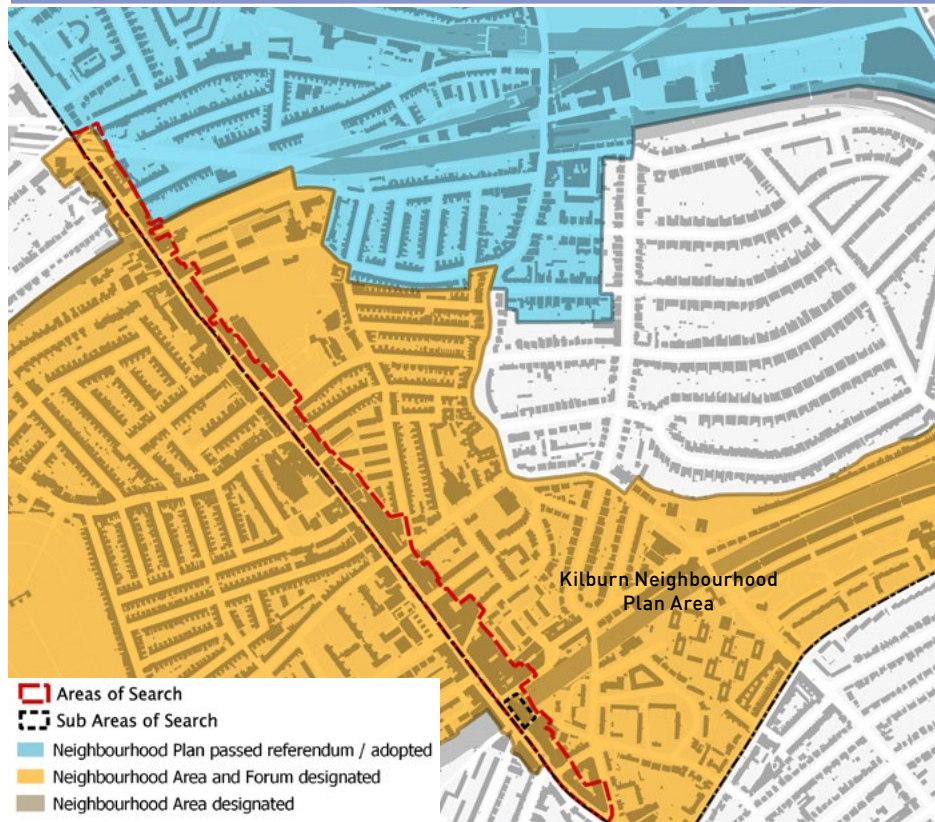 Kilburn Neighbourhood
Plan Area
Areas of Search
Sub Areas of Search
Neighbourhood Plan passed referendum / adopted
Neighbourhood Area and Forum designated
Neighbourhood Area designated